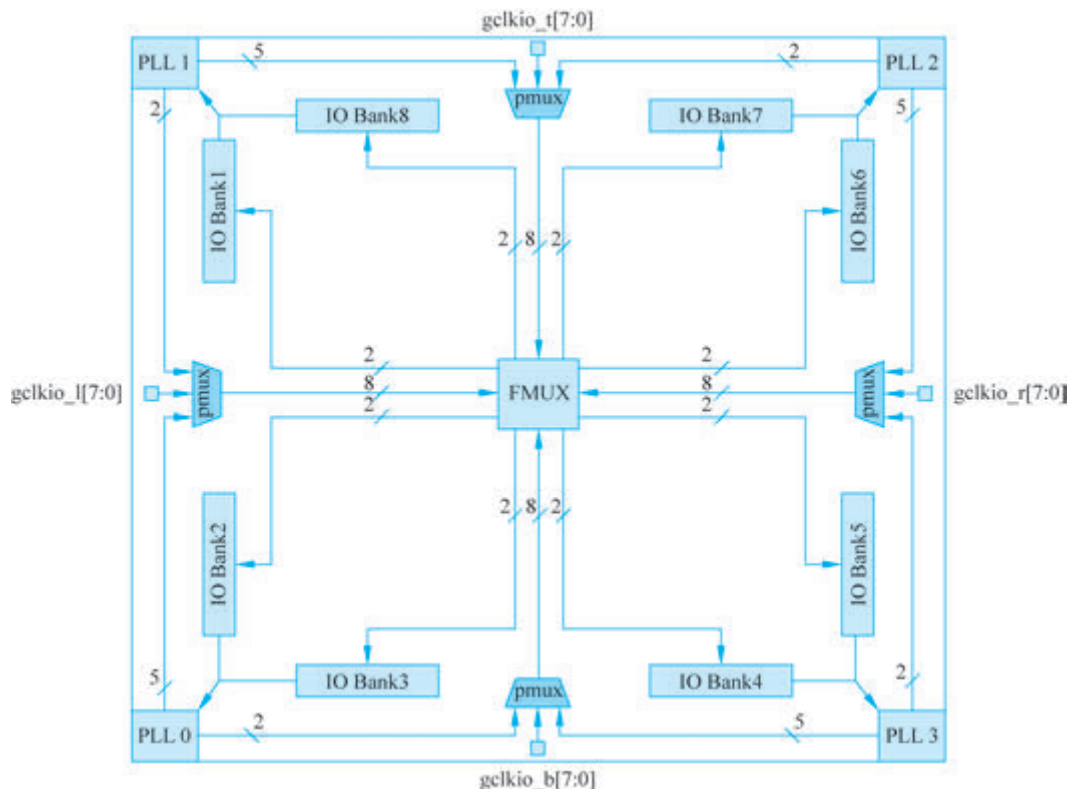 gclkio_t[7:0]
PLL 1
5
2
PLL 2
pmux
2
IO Bank8
IO Bank7
5
IO Bank1
IO Bank6
2
8
2
2
2
gclkio_l[7:0]
pmux
8
FMUX
8
pmux
gclkio_r[7:0]
2
2
2
8
2
IO Bank2
IO Bank5
5
IO Bank3
pmux
IO Bank4
2
PLL 0
2
5
PLL 3
gclkio_b[7:0]